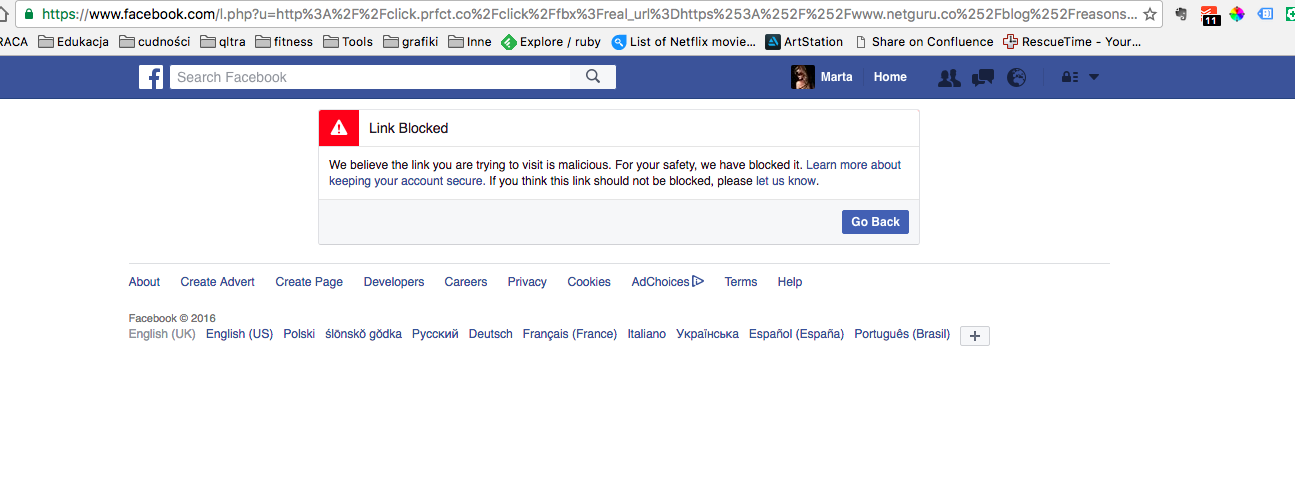 https://www.facebook.com/l.php?u=http%3A%2F%2Fclick.prfct.co%2Fclick%2Ffbx%3Freal_url%3Dhttps%253A%252F%252Fwww.netguru.co%252Fblog%252Freasons...
11
RACA Edukacja cudności qltra fitness Tools grafiki Inne Explore / ruby List of Netflix movie... ArtStation Share on Confluence RescueTime - Your...
f Search Facebook Marta Home
Link Blocked
We believe the link you are trying to visit is malicious. For your safety, we have blocked it. Learn more about
keeping your account secure. If you think this link should not be blocked, please let us know.
Go Back
About Create Advert Create Page Developers Careers Privacy Cookies AdChoices Terms Help
Facebook © 2016
English (UK) English (US) Polski ślōnskŏ gŏdka Русский Deutsch Français (France) Italiano Українська Español (España) Português (Brasil) +